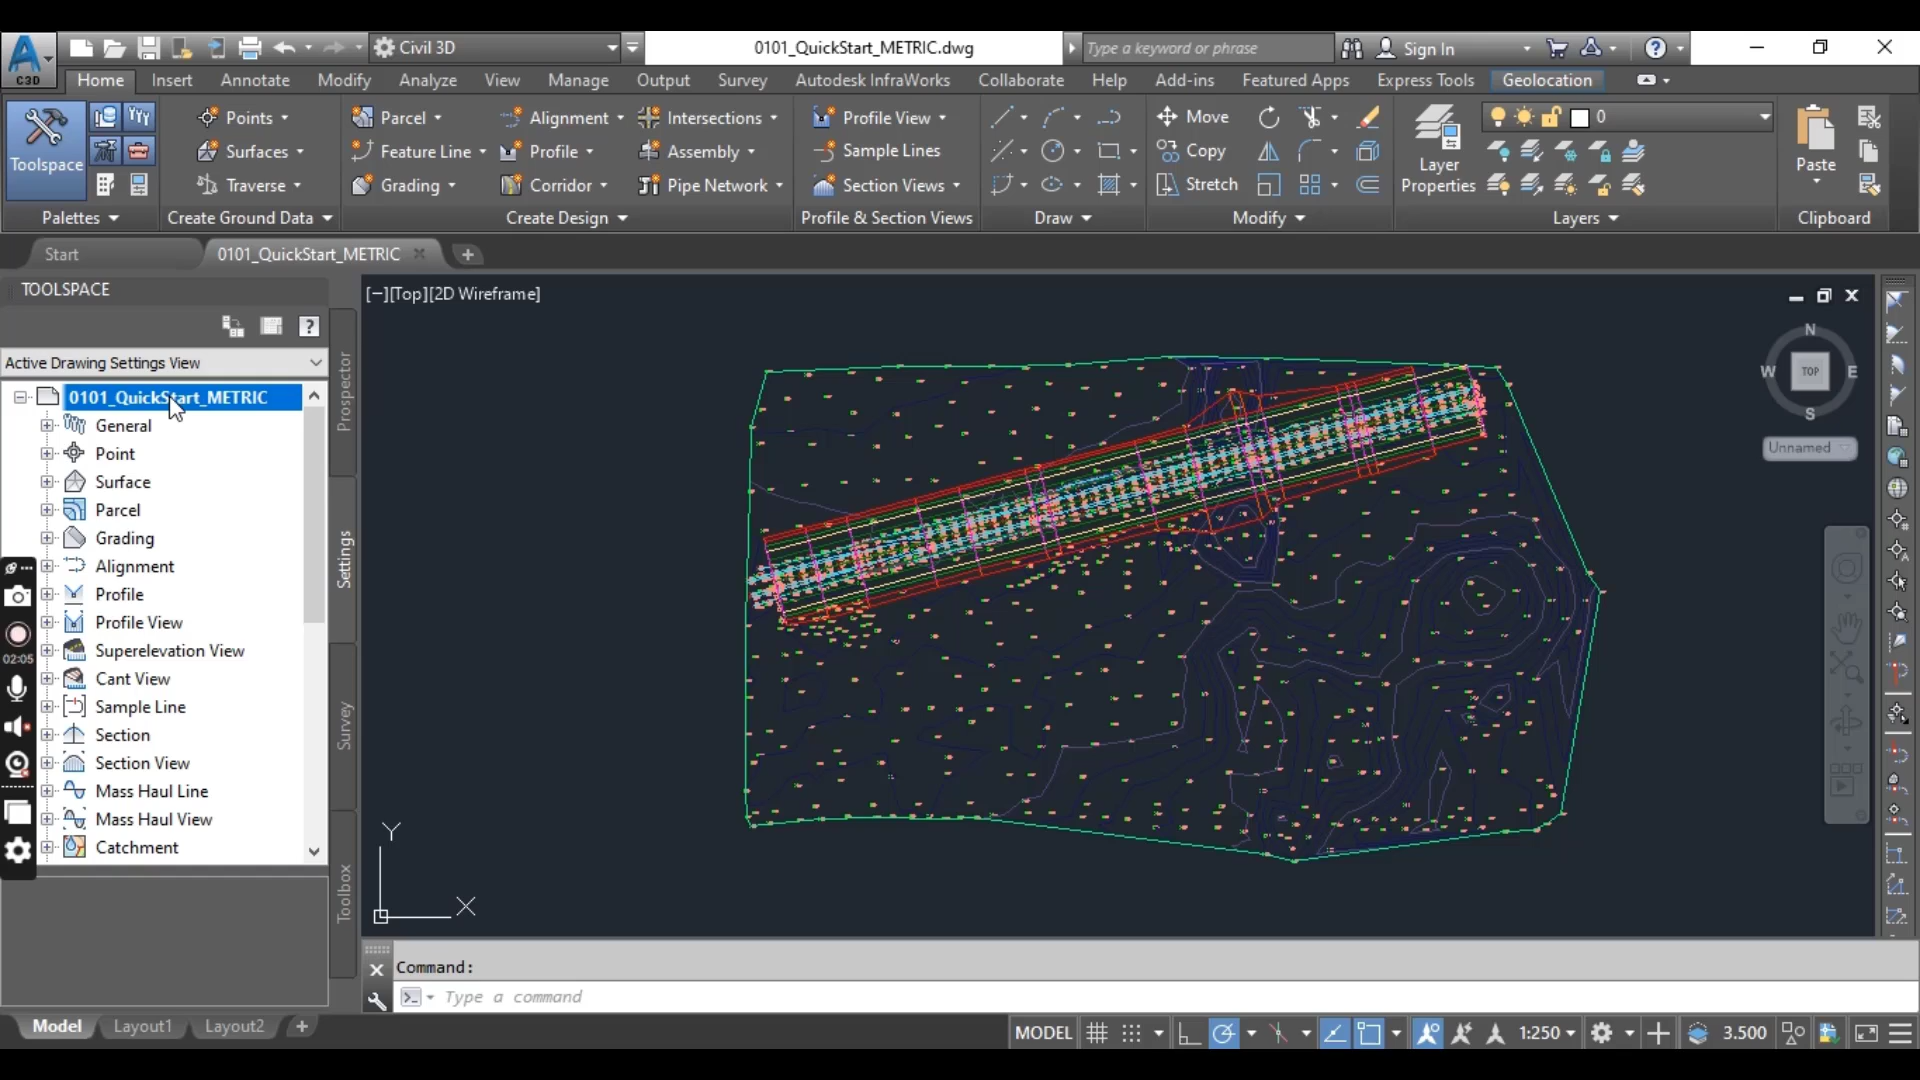 C3D
Civil 3D
0101_QuickStart_METRIC.dwg
Type a keyword or phrase
Sign In
Home Insert Annotate Modify Analyze View Manage Output Survey Autodesk InfraWorks Collaborate Help Add-ins Featured Apps Express Tools Geolocation
Toolspace
Palettes
Points
Surfaces
Traverse
Create Ground Data
Parcel
Feature Line
Grading
Alignment
Profile
Corridor
Intersections
Assembly
Pipe Network
Create Design
Profile View
Sample Lines
Section Views
Profile & Section Views
Draw
Move
Copy
Stretch
Modify
Layer
Properties
0
Layers
Paste
Clipboard
Start
0101_QuickStart_METRIC
TOOLSPACE
Active Drawing Settings View
0101_QuickStart_METRIC
General
Point
Surface
Parcel
Grading
Alignment
Profile
Profile View
Superelevation View
Cant View
Sample Line
Section
Section View
Mass Haul Line
Mass Haul View
Catchment
02:05
Prospector
Settings
Survey
Toolbox
[−][Top][2D Wireframe]
N
W TOP E
S
Unnamed
Y
X
Command:
Type a command
Model Layout1 Layout2
MODEL
1:250
3.500